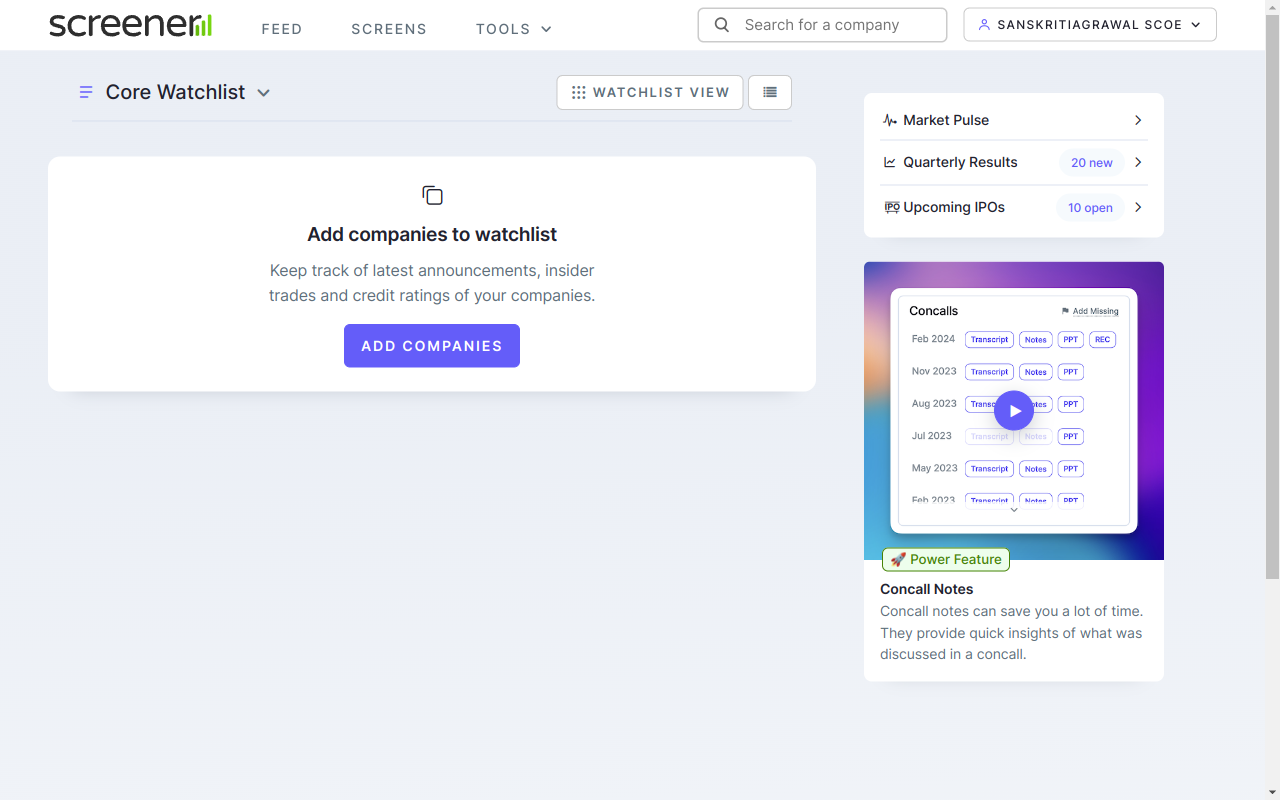 screener
FEED
SCREENS
TOOLS
Search for a company
SANSKRITIAGRAWAL SCOE
Core Watchlist
WATCHLIST VIEW
Add companies to watchlist
Keep track of latest announcements, insider
trades and credit ratings of your companies.
ADD COMPANIES
Market Pulse
Quarterly Results
20 new
IPO
Upcoming IPOs
10 open
Concalls
Add Missing
Feb 2024 Transcript Notes PPT REC
Nov 2023 Transcript Notes PPT
Aug 2023 PPT
Jul 2023 Transcript Notes PPT
May 2023 Transcript Notes PPT
Feb 2023 Transcript Notes PPT
🚀 Power Feature
Concall Notes
Concall notes can save you a lot of time.
They provide quick insights of what was
discussed in a concall.